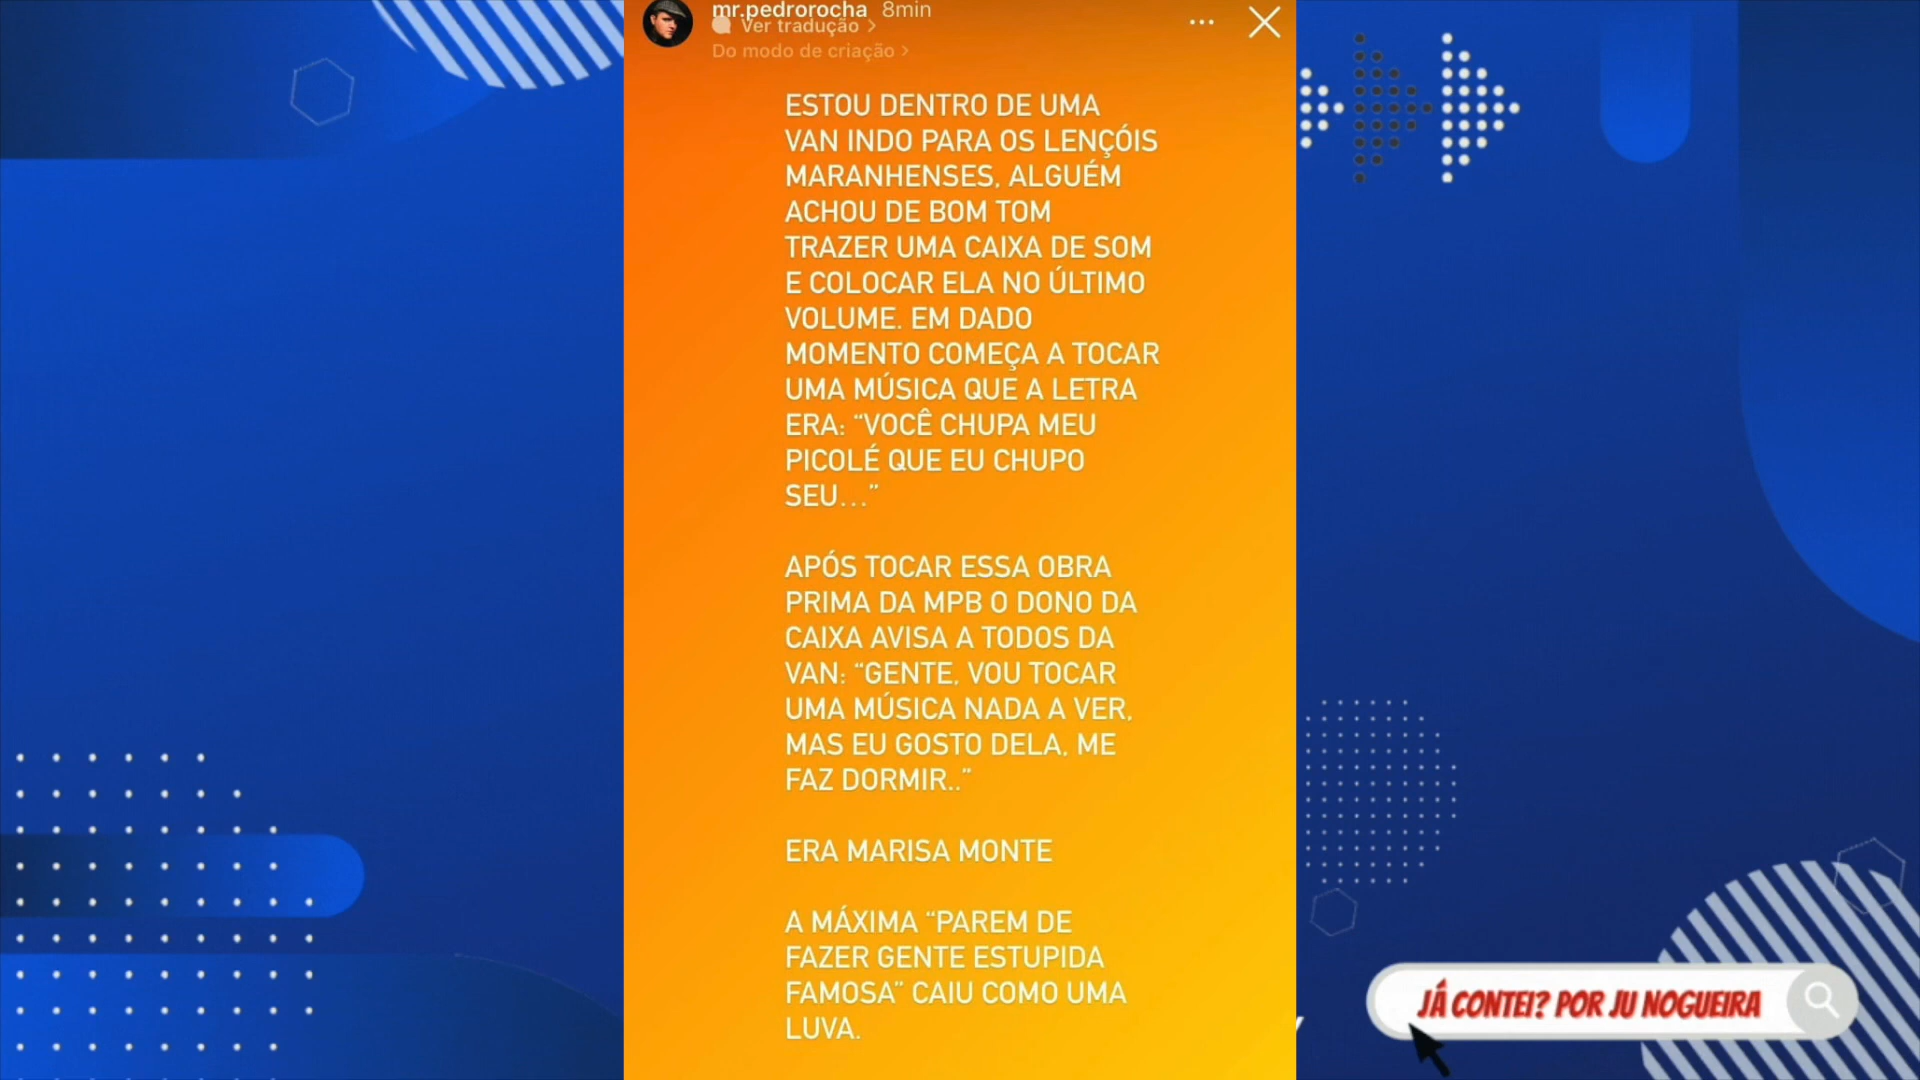 mr.pedrorocha 8min
Ver tradução >
Do modo de criação >
ESTOU DENTRO DE UMA
VAN INDO PARA OS LENÇÓIS
MARANHENSES, ALGUÉM
ACHOU DE BOM TOM
TRAZER UMA CAIXA DE SOM
E COLOCAR ELA NO ÚLTIMO
VOLUME. EM DADO
MOMENTO COMEÇA A TOCAR
UMA MÚSICA QUE A LETRA
ERA: “VOCÊ CHUPA MEU
PICOLÉ QUE EU CHUPO
SEU...”
APÓS TOCAR ESSA OBRA
PRIMA DA MPB O DONO DA
CAIXA AVISA A TODOS DA
VAN: “GENTE, VOU TOCAR
UMA MÚSICA NADA A VER,
MAS EU GOSTO DELA, ME
FAZ DORMIR..”
ERA MARISA MONTE
A MÁXIMA “PAREM DE
FAZER GENTE ESTUPIDA
FAMOSA” CAIU COMO UMA
LUVA.
JÁ CONTEI? POR JU NOGUEIRA